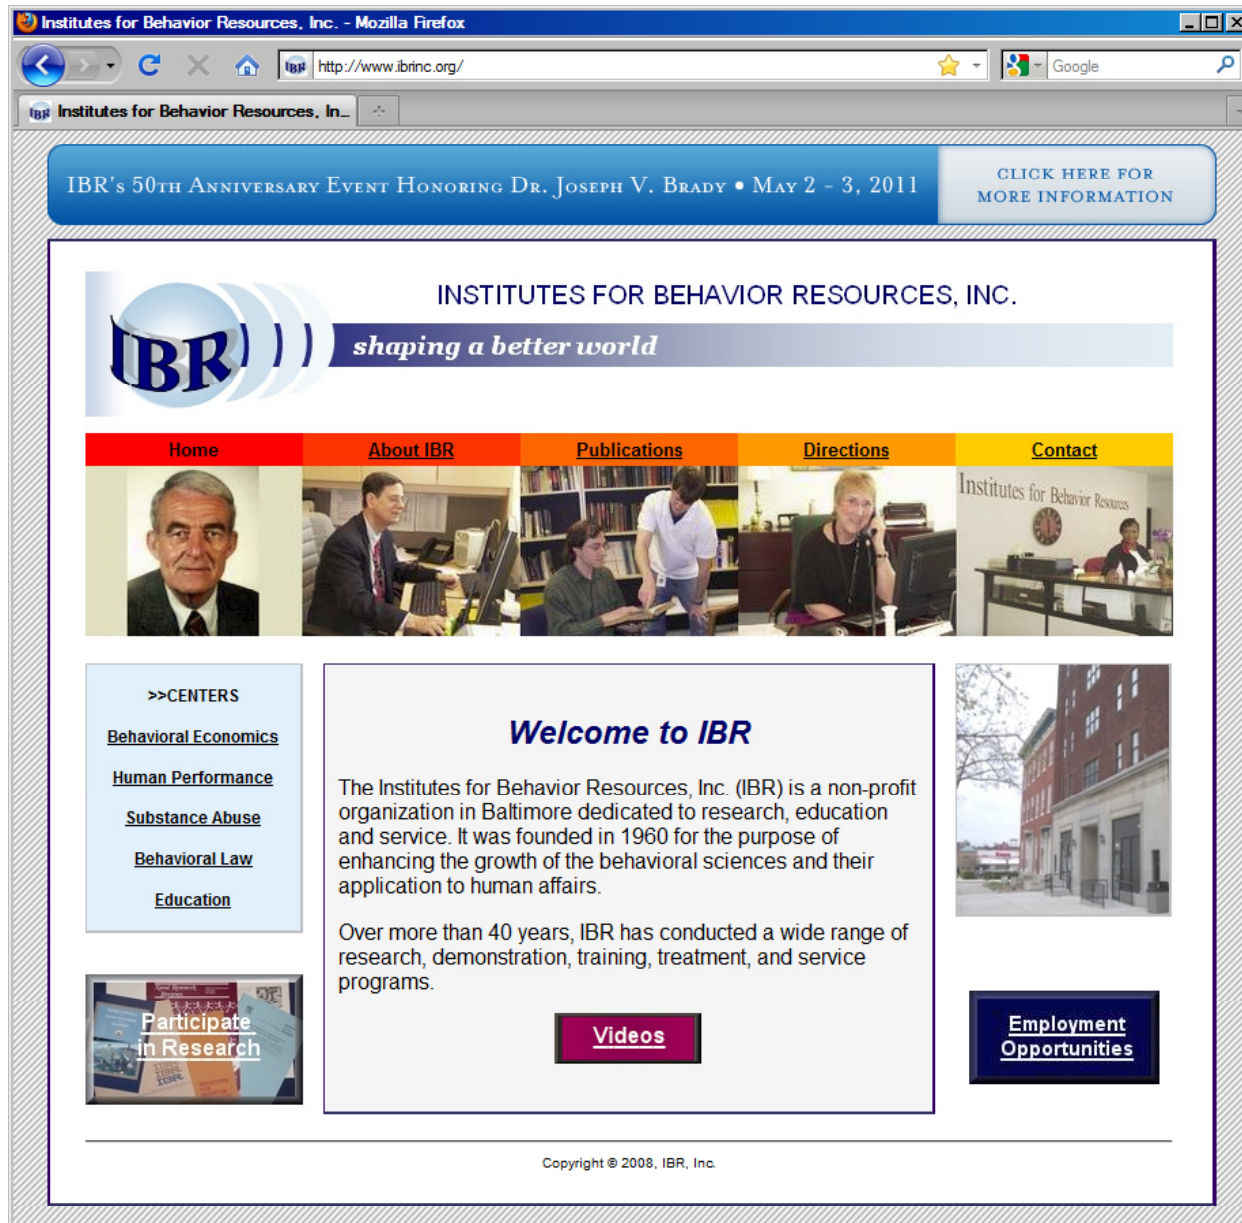 Institutes for Behavior Resources, Inc. - Mozilla Firefox
IBR http://www.ibrinc.org/
Google
IBR Institutes for Behavior Resources, In...
IBR's 50th Anniversary Event Honoring Dr. Joseph V. Brady • May 2 - 3, 2011
CLICK HERE FOR
MORE INFORMATION
INSTITUTES FOR BEHAVIOR RESOURCES, INC.
IBR
shaping a better world
Home About IBR Publications Directions Contact
Institutes for Behavior Resources
>>CENTERS
Behavioral Economics
Human Performance
Substance Abuse
Behavioral Law
Education
Welcome to IBR
The Institutes for Behavior Resources, Inc. (IBR) is a non-profit
organization in Baltimore dedicated to research, education
and service. It was founded in 1960 for the purpose of
enhancing the growth of the behavioral sciences and their
application to human affairs.
Over more than 40 years, IBR has conducted a wide range of
research, demonstration, training, treatment, and service
programs.
Videos
Participate
in Research
Employment
Opportunities
Copyright © 2008, IBR, Inc.